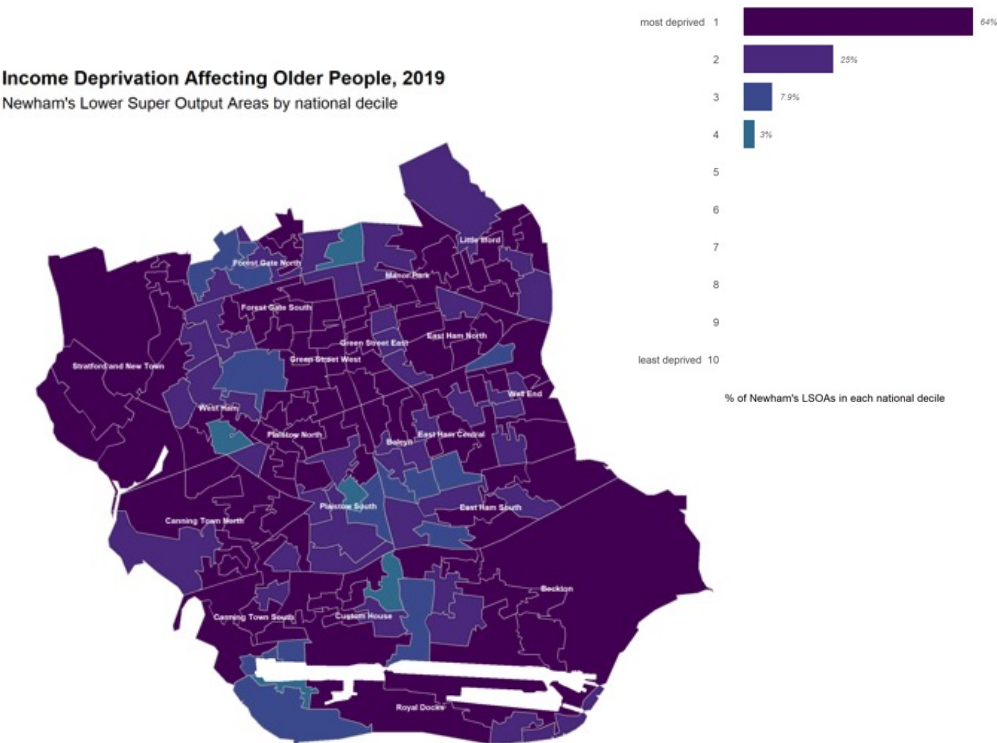 most deprived 1
64%
2
25%
Income Deprivation Affecting Older People, 2019
3
7.9%
Newham's Lower Super Output Areas by national decile
4
3%
5
6
7
8
9
least deprived 10
% of Newham's LSOAs in each national decile
Little Ilford
Forest Gate North
Manor Park
Forest Gate South
East Ham North
Green Street East
Green Street West
Stratford and New Town
Wall End
West Ham
Plaistow North
East Ham Central
Boleyn
Plaistow South
East Ham South
Canning Town North
Beckton
Canning Town South
Custom House
Royal Docks